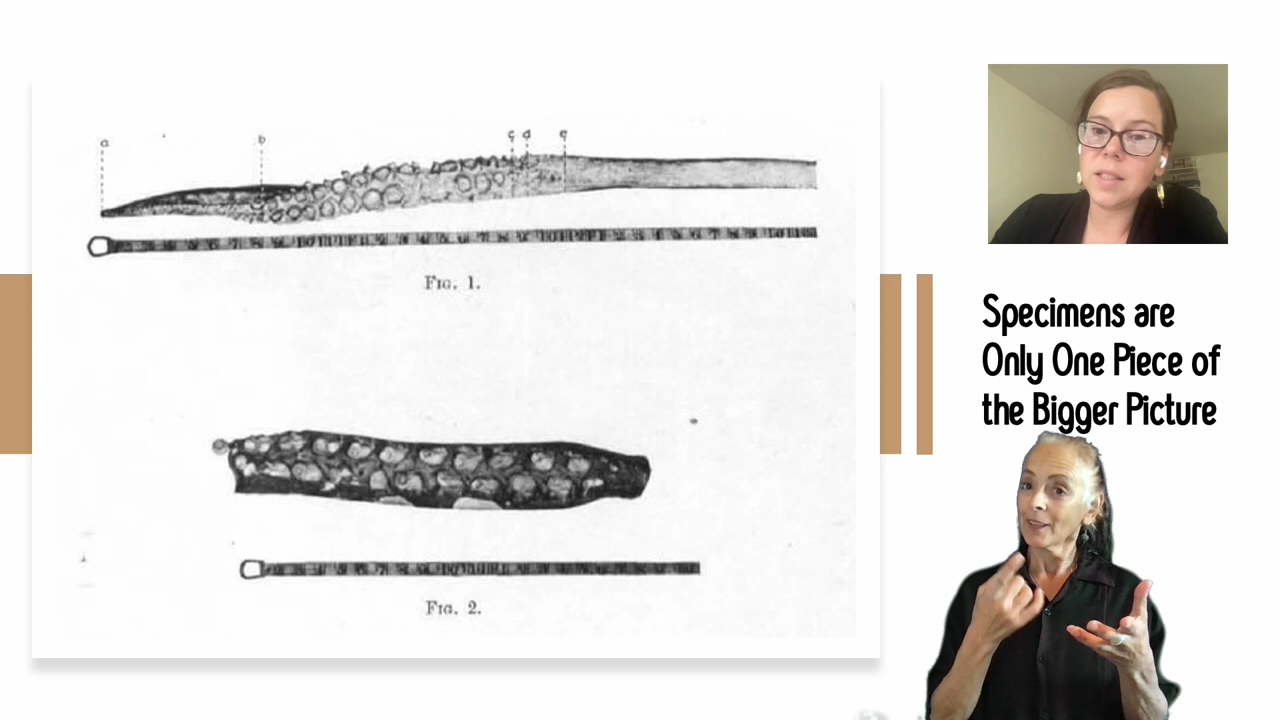 a
b
c
d
e
Fig. 1.
Fig. 2.
Specimens are
Only One Piece of
the Bigger Picture